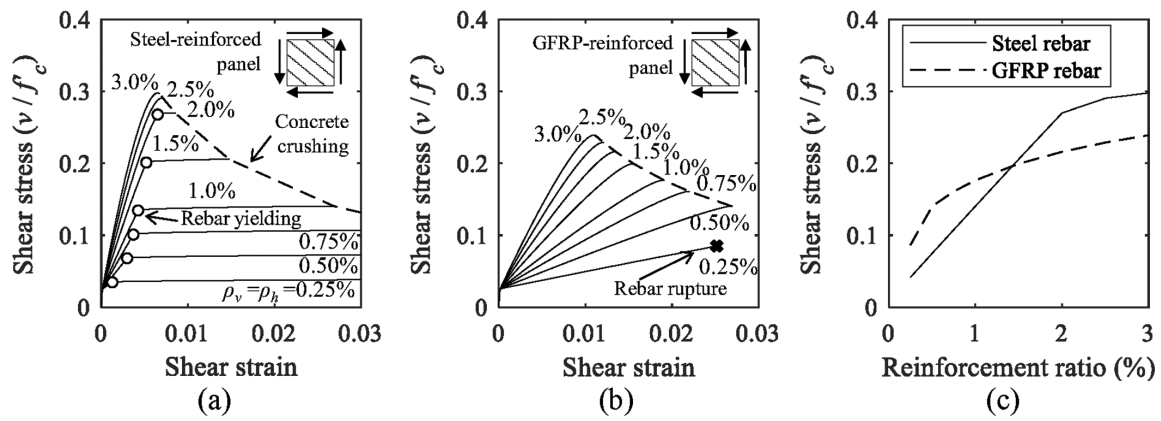 0.4
0.3
0.2
0.1
0
Shear stress (v / f'c)
Steel-reinforced
panel
3.0%
2.5%
2.0%
1.5%
Concrete
crushing
1.0%
Rebar yielding
0.75%
0.50%
ρv =ρh =0.25%
0
0.01
0.02
0.03
Shear strain
(a)
0.4
0.3
0.2
0.1
0
Shear stress (v / f'c)
GFRP-reinforced
panel
2.5%
3.0%
2.0%
1.5%
1.0%
0.75%
0.50%
0.25%
Rebar rupture
0
0.01
0.02
0.03
Shear strain
(b)
0.4
0.3
0.2
0.1
0
Shear stress (v / f'c)
Steel rebar
GFRP rebar
0
1
2
3
Reinforcement ratio (%)
(c)